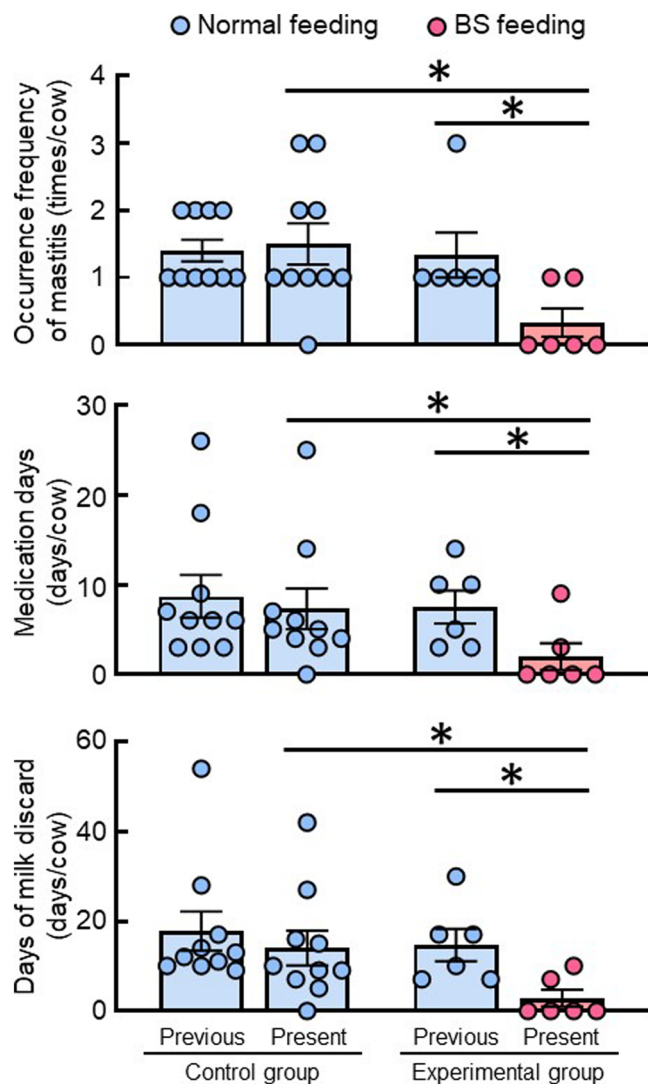 Normal feeding BS feeding
Occurrence frequency
of mastitis (times/cow)
4
3
2
1
0
*
*
Medication days
(days/cow)
30
20
10
0
*
*
Days of milk discard
(days/cow)
60
40
20
0
*
*
Previous Present Previous Present
Control group Experimental group